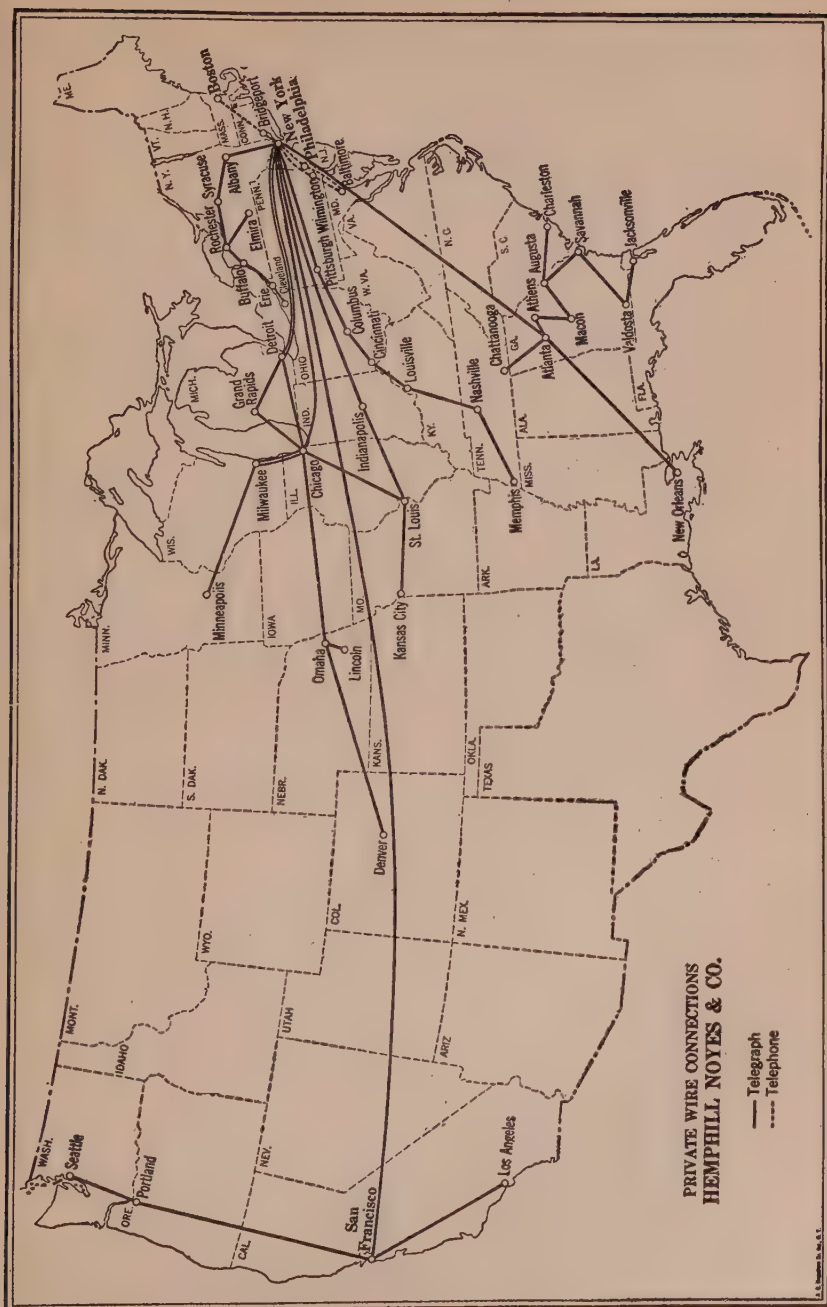 WASH.
Seattle
MONT.
N. DAK.
MINN.
ME.
ORE.
Portland
IDAHO
S. DAK.
Minneapolis
WIS.
MICH.
N.Y.
VT.
N.H.
Boston
MASS.
CONN.
Syracuse
Albany
Rochester
Buffalo
Elmira
Erie
Cleveland
PENN.
Bridgeport
New York
Philadelphia
N.J.
Wilmington
MD.
Baltimore
Pittsburgh
WYO.
NEBR.
IOWA
Milwaukee
Grand
Rapids
Detroit
ILL.
Chicago
IND.
OHIO
CAL.
NEV.
UTAH
COL.
Omaha
Lincoln
Denver
KANS.
MO.
Kansas City
St. Louis
Indianapolis
Columbus
Cincinnati
Louisville
W. VA.
VA.
KY.
San
Francisco
Los Angeles
ARIZ
N. MEX.
OKLA.
TEXAS
ARK.
TENN.
Nashville
Memphis
MISS.
ALA.
Chattanooga
GA.
N. C
S. C
Athens
Atlanta
Augusta
Charleston
Macon
Savannah
Valdosta
Jacksonville
FLA.
LA.
New Orleans
PRIVATE WIRE CONNECTIONS
HEMPHILL NOYES & CO.
Telegraph
Telephone